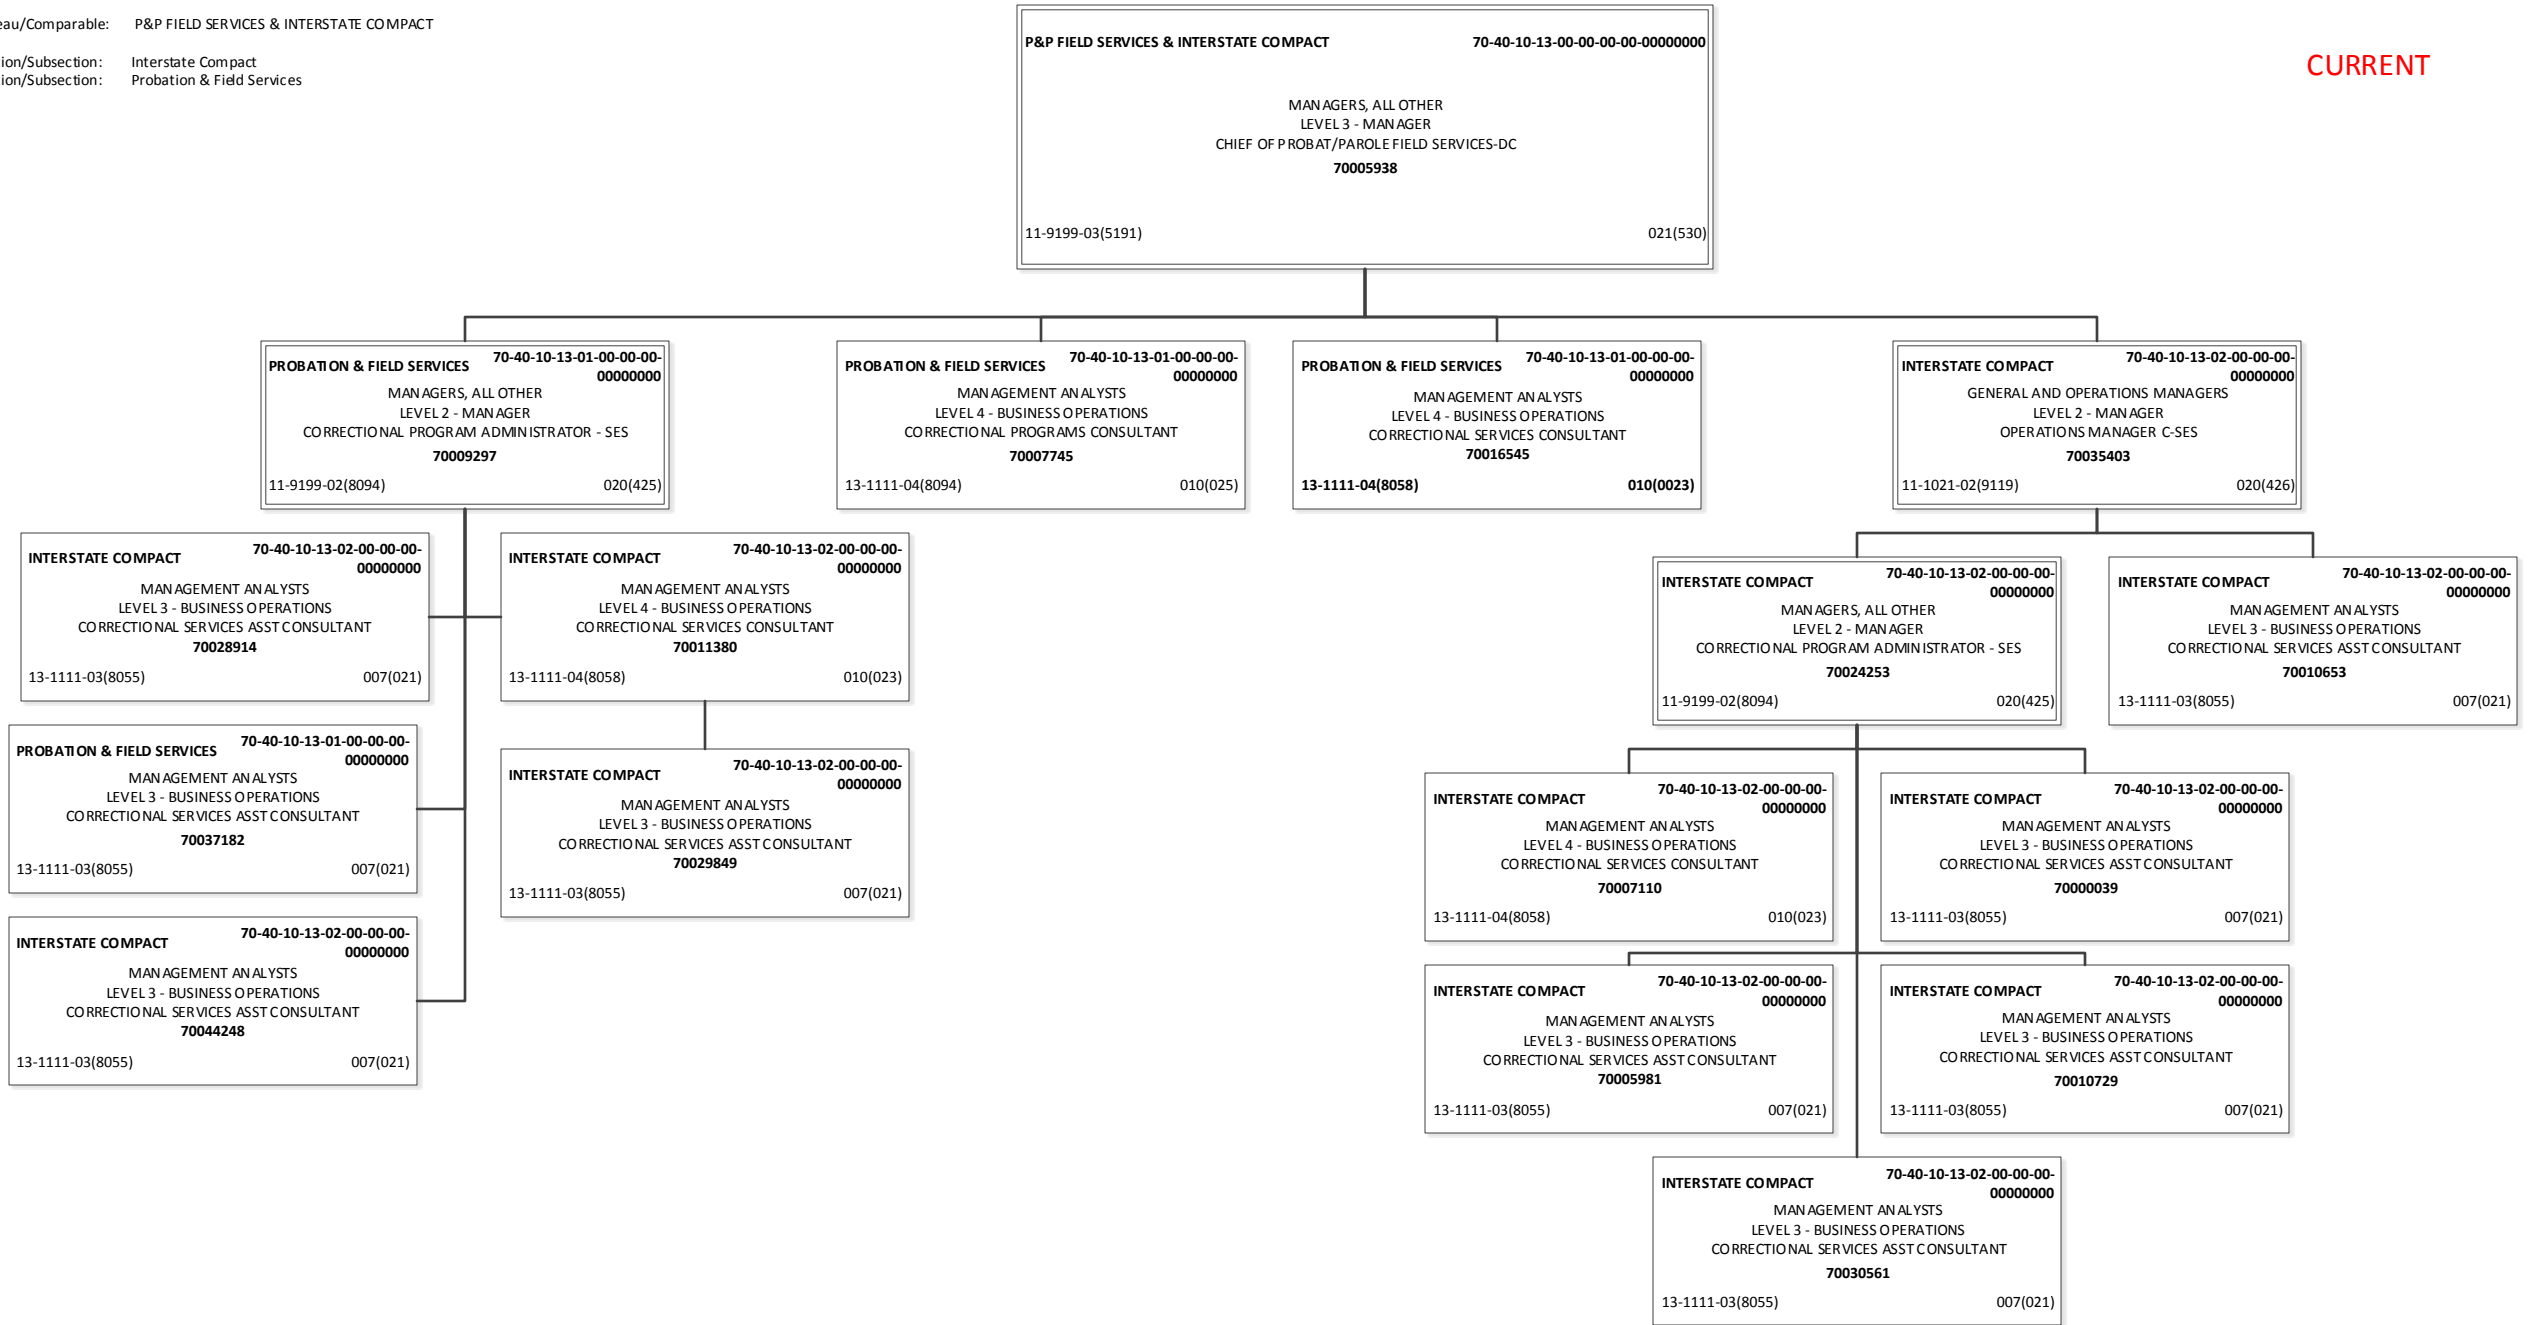 eau/Comparable: P&P FIELD SERVICES & INTERSTATE COMPACT
ion/Subsection: Interstate Compact
ion/Subsection: Probation & Field Services
CURRENT
P&P FIELD SERVICES & INTERSTATE COMPACT 70-40-10-13-00-00-00-00-00000000
MANAGERS, ALL OTHER
LEVEL 3 - MANAGER
CHIEF OF PROBAT/PAROLE FIELD SERVICES-DC
70005938
11-9199-03(5191) 021(530)
PROBATION & FIELD SERVICES 70-40-10-13-01-00-00-00-
00000000
MANAGERS, ALL OTHER
LEVEL 2 - MANAGER
CORRECTIONAL PROGRAM ADMINISTRATOR - SES
70009297
11-9199-02(8094) 020(425)
PROBATION & FIELD SERVICES 70-40-10-13-01-00-00-00-
00000000
MANAGEMENT ANALYSTS
LEVEL 4 - BUSINESS OPERATIONS
CORRECTIONAL PROGRAMS CONSULTANT
70007745
13-1111-04(8094) 010(025)
PROBATION & FIELD SERVICES 70-40-10-13-01-00-00-00-
00000000
MANAGEMENT ANALYSTS
LEVEL 4 - BUSINESS OPERATIONS
CORRECTIONAL SERVICES CONSULTANT
70016545
13-1111-04(8058) 010(0023)
INTERSTATE COMPACT 70-40-10-13-02-00-00-00-
00000000
GENERAL AND OPERATIONS MANAGERS
LEVEL 2 - MANAGER
OPERATIONS MANAGER C-SES
70035403
11-1021-02(9119) 020(426)
INTERSTATE COMPACT 70-40-10-13-02-00-00-00-
00000000
MANAGEMENT ANALYSTS
LEVEL 3 - BUSINESS OPERATIONS
CORRECTIONAL SERVICES ASST CONSULTANT
70028914
13-1111-03(8055) 007(021)
INTERSTATE COMPACT 70-40-10-13-02-00-00-00-
00000000
MANAGEMENT ANALYSTS
LEVEL 4 - BUSINESS OPERATIONS
CORRECTIONAL SERVICES CONSULTANT
70011380
13-1111-04(8058) 010(023)
INTERSTATE COMPACT 70-40-10-13-02-00-00-00-
00000000
MANAGERS, ALL OTHER
LEVEL 2 - MANAGER
CORRECTIONAL PROGRAM ADMINISTRATOR - SES
70024253
11-9199-02(8094) 020(425)
INTERSTATE COMPACT 70-40-10-13-02-00-00-00-
00000000
MANAGEMENT ANALYSTS
LEVEL 3 - BUSINESS OPERATIONS
CORRECTIONAL SERVICES ASST CONSULTANT
70010653
13-1111-03(8055) 007(021)
PROBATION & FIELD SERVICES 70-40-10-13-01-00-00-00-
00000000
MANAGEMENT ANALYSTS
LEVEL 3 - BUSINESS OPERATIONS
CORRECTIONAL SERVICES ASST CONSULTANT
70037182
13-1111-03(8055) 007(021)
INTERSTATE COMPACT 70-40-10-13-02-00-00-00-
00000000
MANAGEMENT ANALYSTS
LEVEL 3 - BUSINESS OPERATIONS
CORRECTIONAL SERVICES ASST CONSULTANT
70029849
13-1111-03(8055) 007(021)
INTERSTATE COMPACT 70-40-10-13-02-00-00-00-
00000000
MANAGEMENT ANALYSTS
LEVEL 4 - BUSINESS OPERATIONS
CORRECTIONAL SERVICES CONSULTANT
70007110
13-1111-04(8058) 010(023)
INTERSTATE COMPACT 70-40-10-13-02-00-00-00-
00000000
MANAGEMENT ANALYSTS
LEVEL 3 - BUSINESS OPERATIONS
CORRECTIONAL SERVICES ASST CONSULTANT
70000039
13-1111-03(8055) 007(021)
INTERSTATE COMPACT 70-40-10-13-02-00-00-00-
00000000
MANAGEMENT ANALYSTS
LEVEL 3 - BUSINESS OPERATIONS
CORRECTIONAL SERVICES ASST CONSULTANT
70044248
13-1111-03(8055) 007(021)
INTERSTATE COMPACT 70-40-10-13-02-00-00-00-
00000000
MANAGEMENT ANALYSTS
LEVEL 3 - BUSINESS OPERATIONS
CORRECTIONAL SERVICES ASST CONSULTANT
70005981
13-1111-03(8055) 007(021)
INTERSTATE COMPACT 70-40-10-13-02-00-00-00-
00000000
MANAGEMENT ANALYSTS
LEVEL 3 - BUSINESS OPERATIONS
CORRECTIONAL SERVICES ASST CONSULTANT
70010729
13-1111-03(8055) 007(021)
INTERSTATE COMPACT 70-40-10-13-02-00-00-00-
00000000
MANAGEMENT ANALYSTS
LEVEL 3 - BUSINESS OPERATIONS
CORRECTIONAL SERVICES ASST CONSULTANT
70030561
13-1111-03(8055) 007(021)